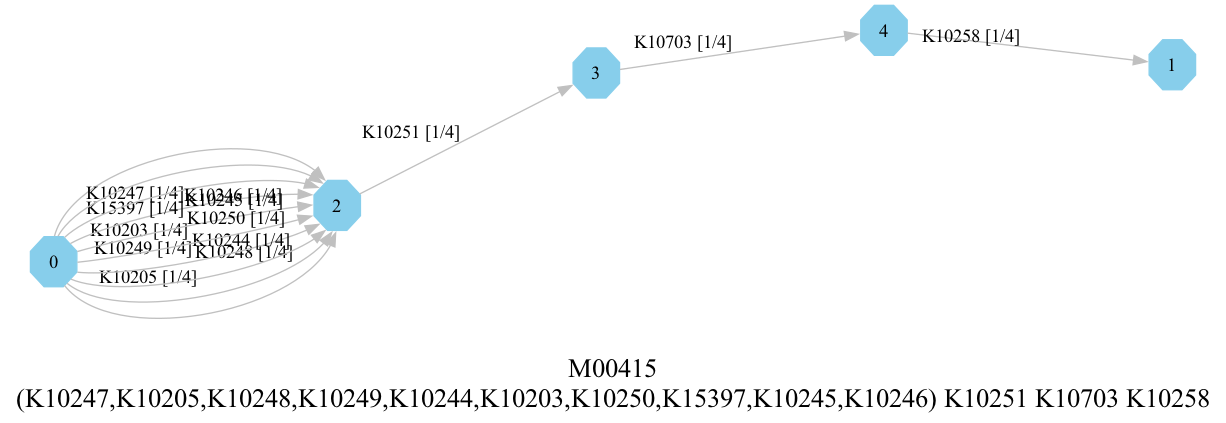 4
K10258 [1/4]
K10703 [1/4]
1
3
K10251 [1/4]
K10247 [1/4]
K10246 [1/4]
K10245 [1/4]
K15397 [1/4]
2
K10250 [1/4]
K10203 [1/4]
K10244 [1/4]
K10249 [1/4]
K10248 [1/4]
0
K10205 [1/4]
M00415
(K10247,K10205,K10248,K10249,K10244,K10203,K10250,K15397,K10245,K10246) K10251 K10703 K10258